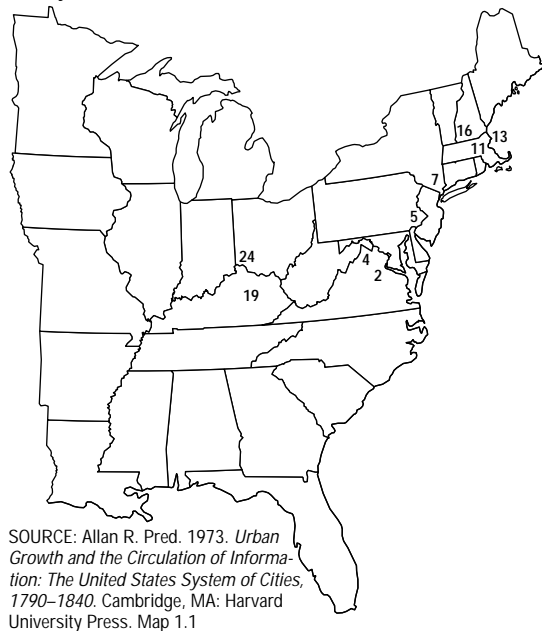 16
13
11
7
5
24
4
2
19
SOURCE: Allan R. Pred. 1973. Urban
Growth and the Circulation of Informa-
tion: The United States System of Cities,
1790–1840. Cambridge, MA: Harvard
University Press. Map 1.1